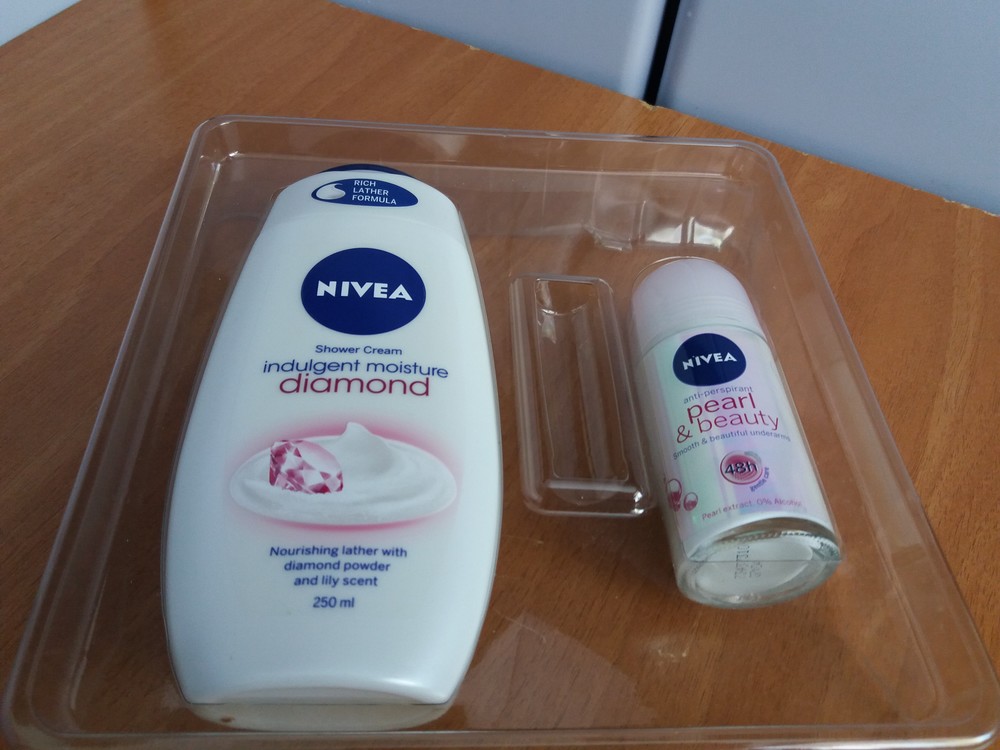 RICH
LATHER
FORMULA
NIVEA
Shower Cream
indulgent moisture
diamond
Nourishing lather with
diamond powder
and lily scent
250 ml
NIVEA
anti-perspirant
pearl
& beauty
Smooth & beautiful underarms
48h
Pearl extract 0% Alcohol